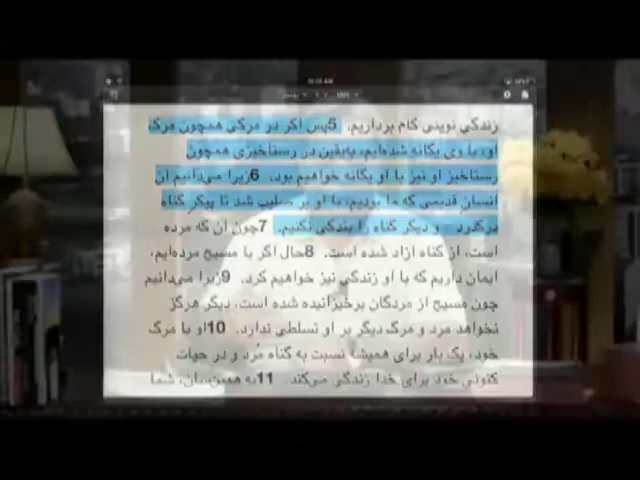 زندگی نوینی گام برداریم. 5پس اگر در مرگی همچون مرگ
او، با وی یگانه شده‌ایم، به‌یقین در رستاخیزی همچون
رستاخیز او نیز با او یگانه خواهیم بود. 6زیرا می‌دانیم آن
انسانِ قدیمی که ما بودیم، با او بر صلیب شد تا پیکر گناه
درگذرد و دیگر گناه را بندگی نکنیم. 7چون آن که مرده
است، از گناه آزاد شده است. 8حال اگر با مسیح مرده‌ایم،
ایمان داریم که با او زندگی نیز خواهیم کرد. 9زیرا می‌دانیم
چون مسیح از مردگان برخیزانیده شده است، دیگر هرگز
نخواهد مرد و مرگ دیگر بر او تسلطی ندارد. 10او با مرگ
خود، یک بار برای همیشه نسبت به گناه مُرد و در حیات
کنونی خود برای خدا زندگی می‌کند. 11به همین‌سان، شما